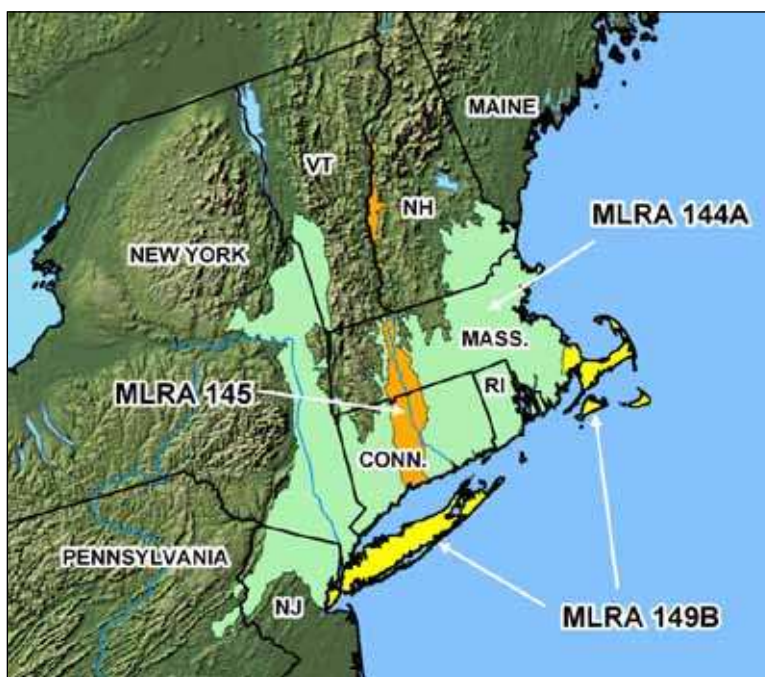 MAINE
VT
NH
MLRA 144A
NEW YORK
MASS.
RI
MLRA 145
CONN.
PENNSYLVANIA
NJ
MLRA 149B